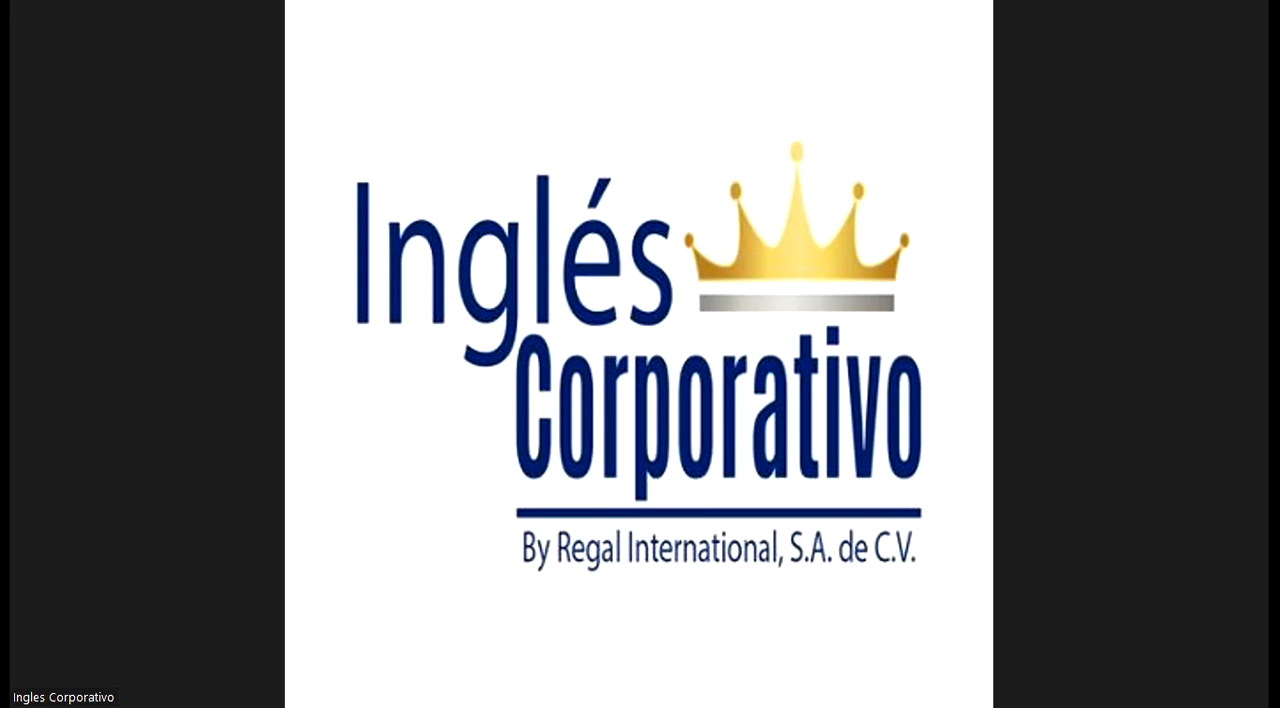 Inglés
Corporativo
By Regal International, S.A. de C.V.
Ingles Corporativo